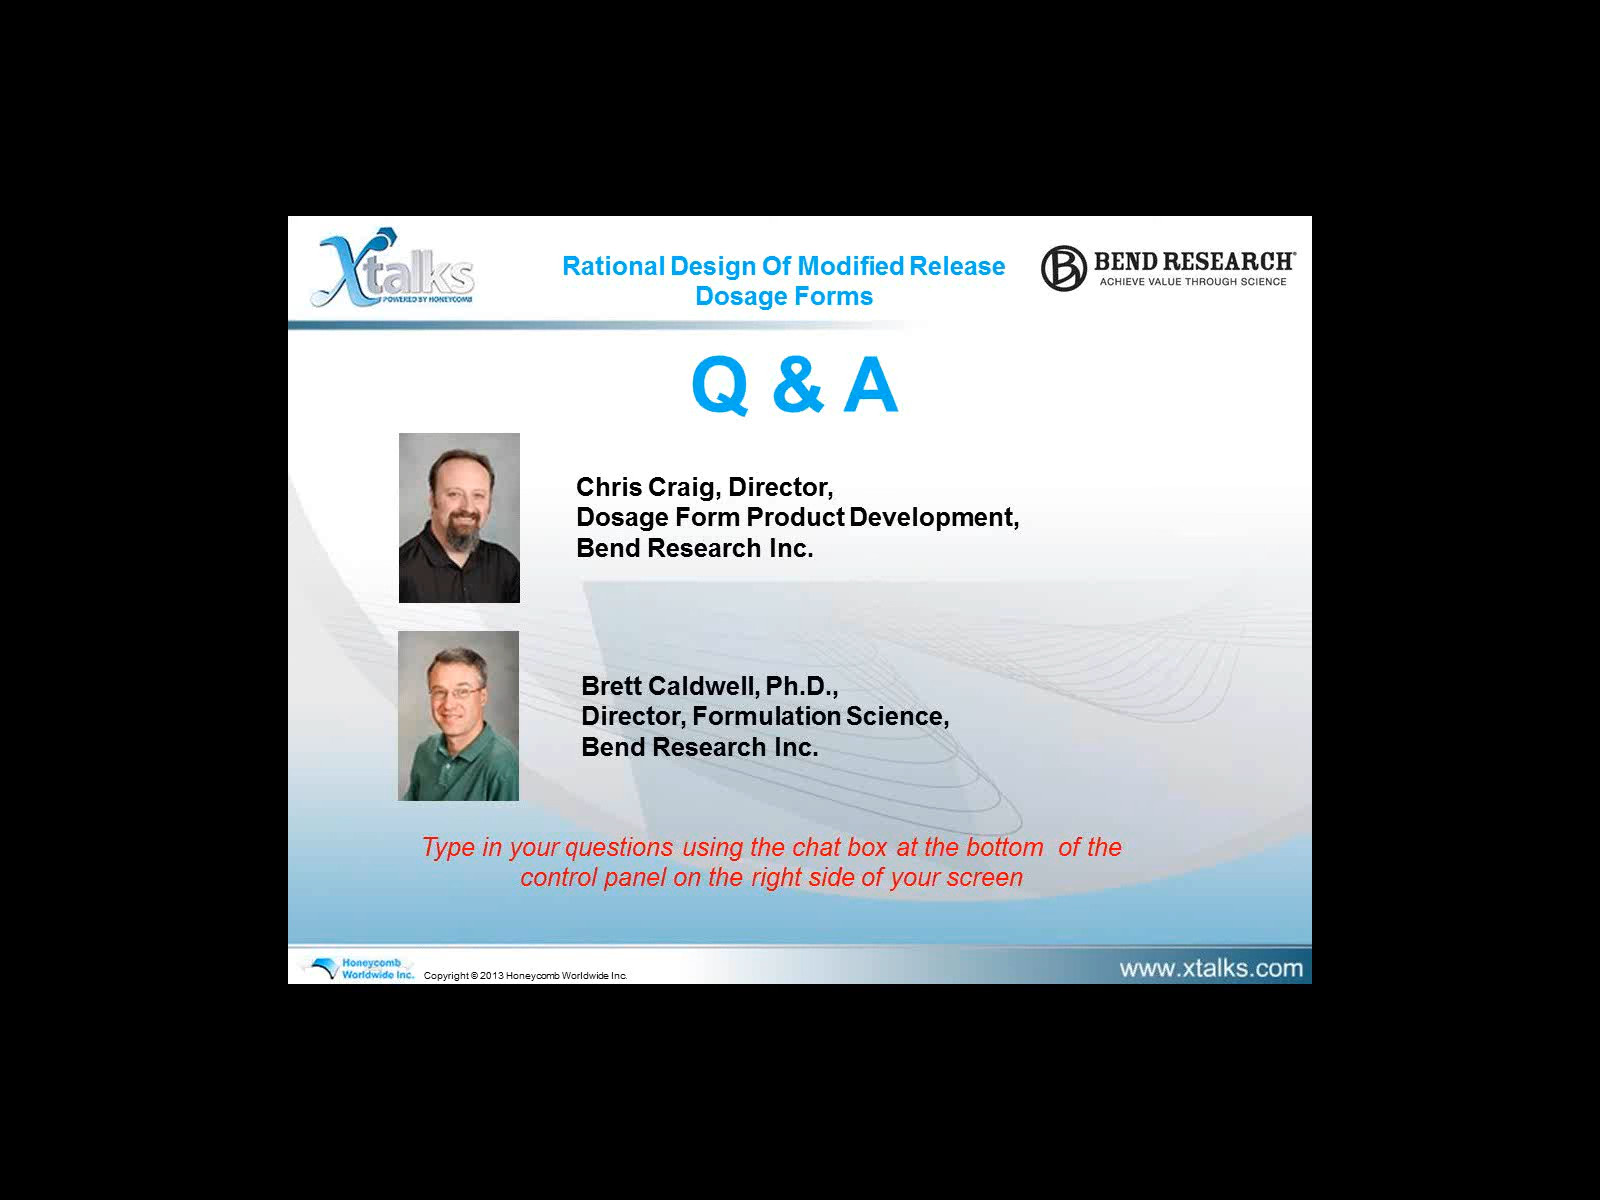 Xtalks
POWERED BY HONEYCOMB
Rational Design Of Modified Release
Dosage Forms
B BEND RESEARCH®
ACHIEVE VALUE THROUGH SCIENCE
Q & A
Chris Craig, Director,
Dosage Form Product Development,
Bend Research Inc.
Brett Caldwell, Ph.D.,
Director, Formulation Science,
Bend Research Inc.
Type in your questions using the chat box at the bottom of the
control panel on the right side of your screen
Honeycomb
Worldwide Inc.
Copyright © 2013 Honeycomb Worldwide Inc.
www.xtalks.com